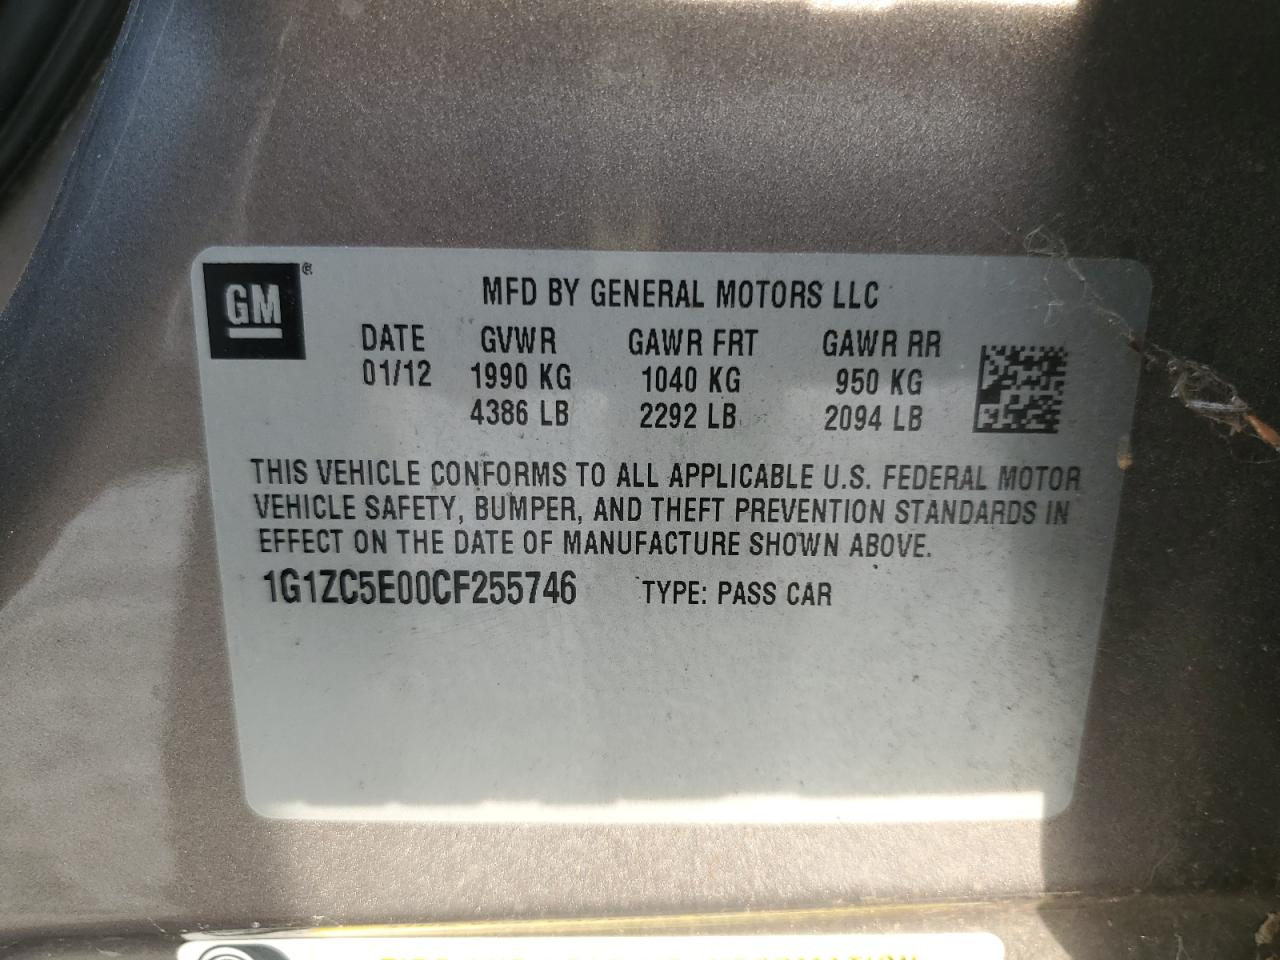 GM ®
MFD BY GENERAL MOTORS LLC
DATE GVWR GAWR FRT GAWR RR
01/12 1990 KG 1040 KG 950 KG
4386 LB 2292 LB 2094 LB
THIS VEHICLE CONFORMS TO ALL APPLICABLE U.S. FEDERAL MOTOR
VEHICLE SAFETY, BUMPER, AND THEFT PREVENTION STANDARDS IN
EFFECT ON THE DATE OF MANUFACTURE SHOWN ABOVE.
1G1ZC5E00CF255746 TYPE: PASS CAR